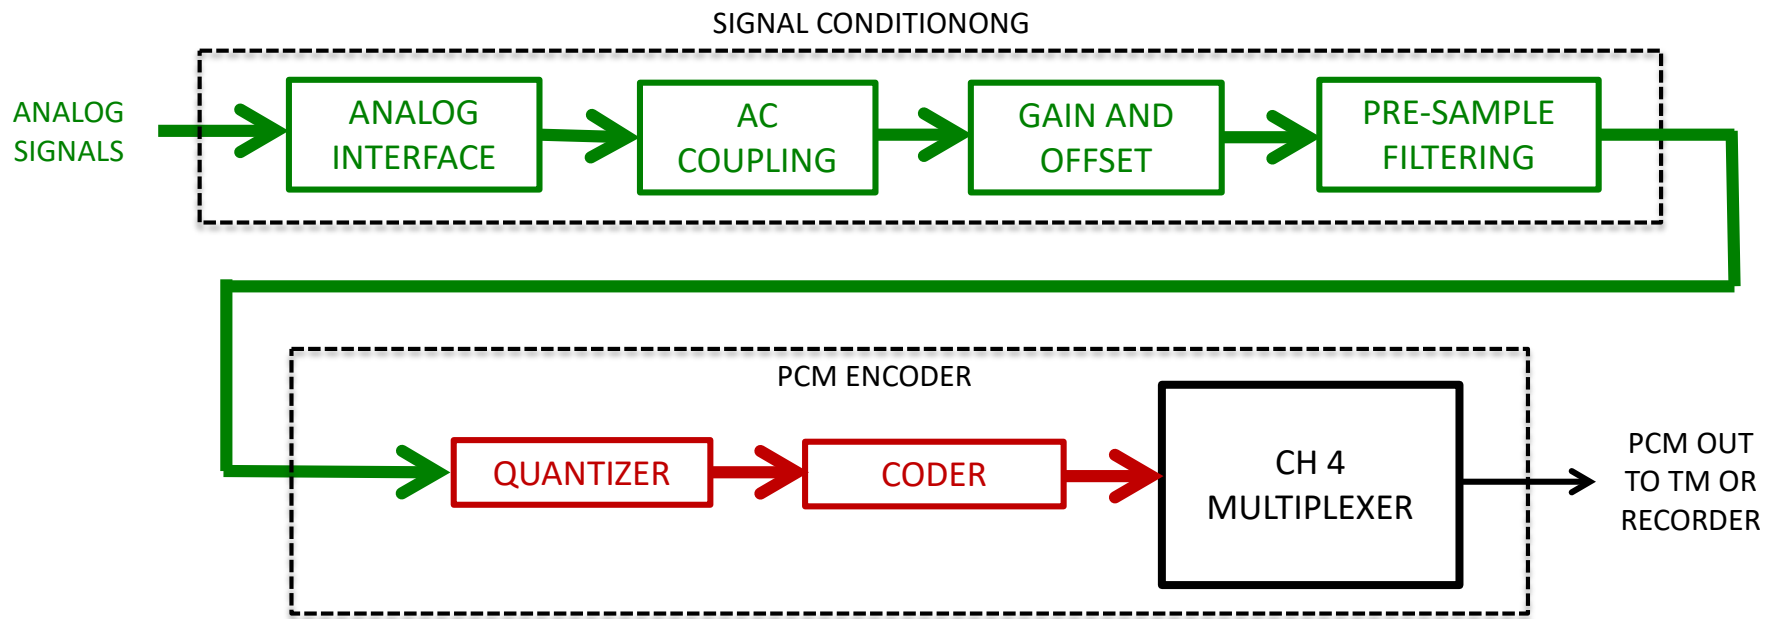 SIGNAL CONDITIONONG
ANALOG
SIGNALS
ANALOG
INTERFACE
AC
COUPLING
GAIN AND
OFFSET
PRE-SAMPLE
FILTERING
PCM ENCODER
QUANTIZER
CODER
CH 4
MULTIPLEXER
PCM OUT
TO TM OR
RECORDER